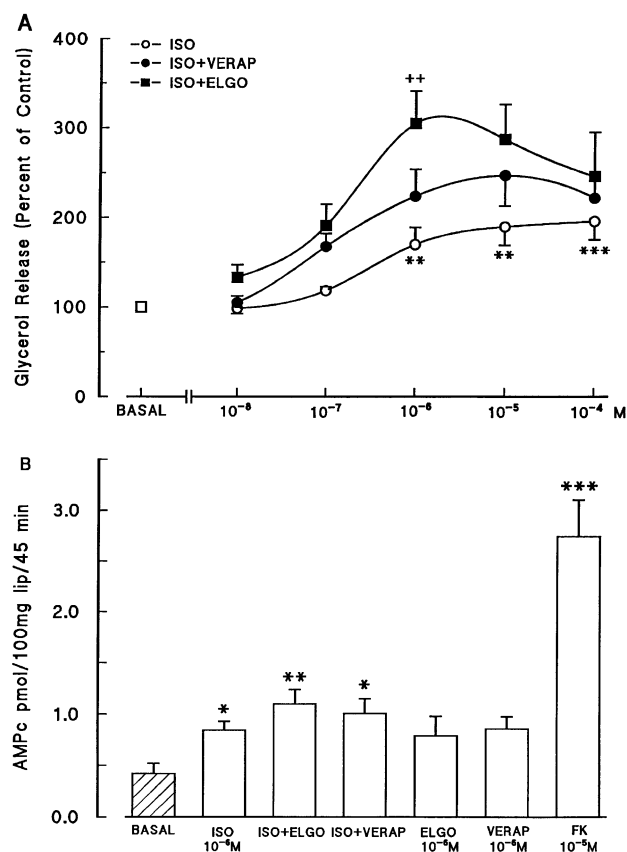 A
Glycerol Release (Percent of Control)
400
300
200
100
0
ISO
ISO+VERAP
ISO+ELGO
++
**
**
***
BASAL
10⁻⁸
10⁻⁷
10⁻⁶
10⁻⁵
10⁻⁴ M
B
AMPc pmol/100mg lip/45 min
3.0
2.0
1.0
0.0
*
**
*
***
BASAL
ISO
10⁻⁶M
ISO+ELGO
ISO+VERAP
ELGO
10⁻⁶M
VERAP
10⁻⁶M
FK
10⁻⁵M